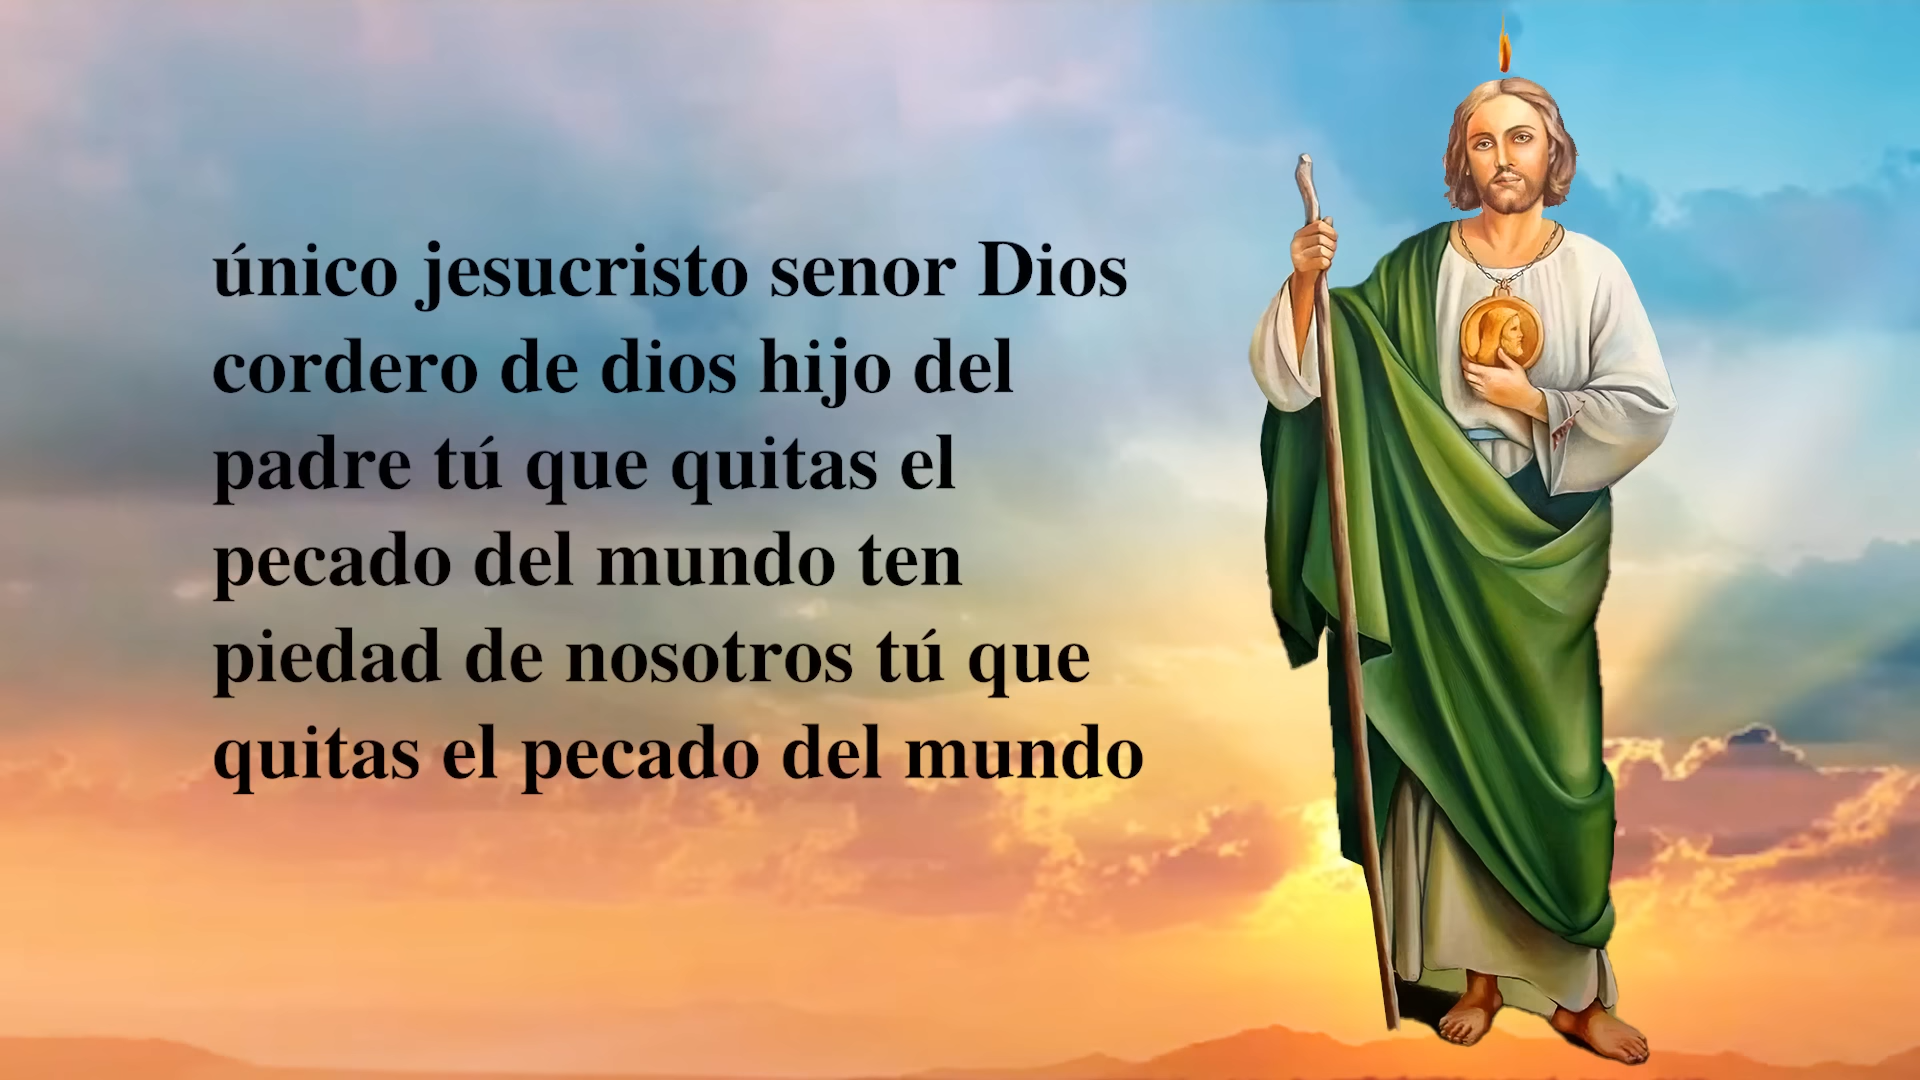 único jesucristo senor Dios
cordero de dios hijo del
padre tú que quitas el
pecado del mundo ten
piedad de nosotros tú que
quitas el pecado del mundo